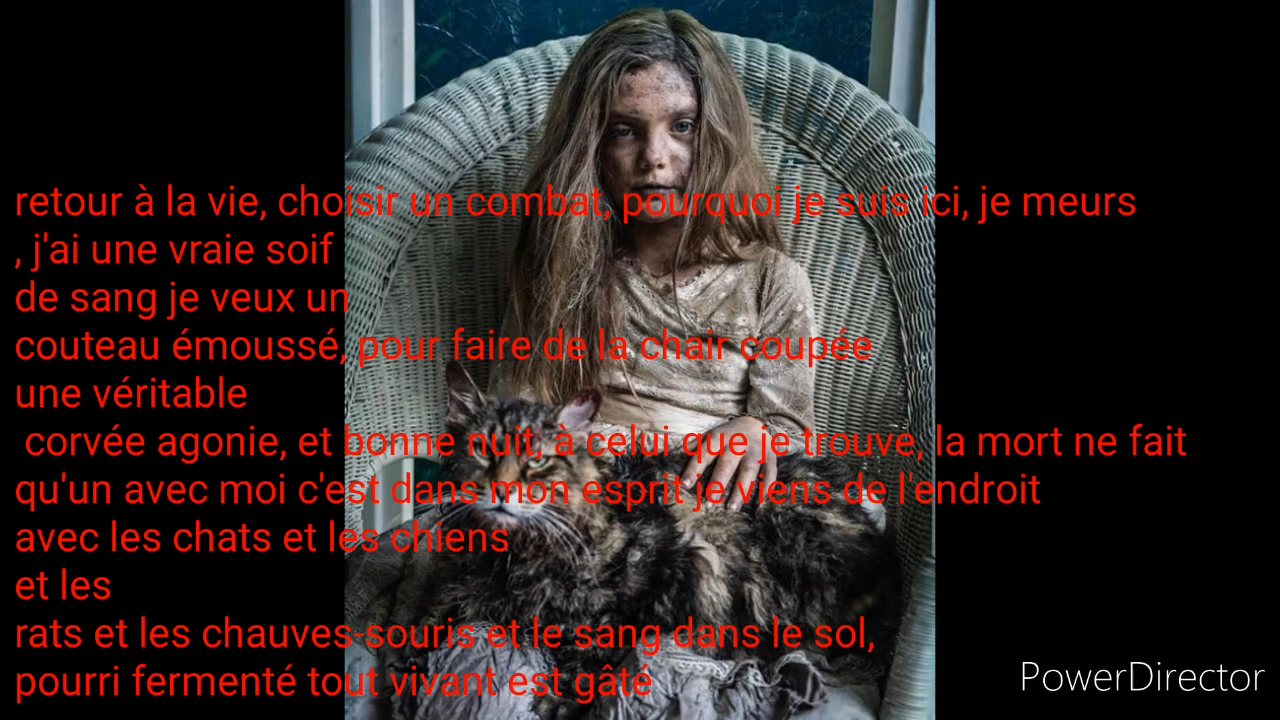 retour à la vie, choisir un combat, pourquoi je suis ici, je meurs
, j'ai une vraie soif
de sang je veux un
couteau émoussé, pour faire de la chair coupée
une véritable
corvée agonie, et bonne nuit, à celui que je trouve, la mort ne fait
qu'un avec moi c'est dans mon esprit je viens de l'endroit
avec les chats et les chiens
et les
rats et les chauves-souris et le sang dans le sol,
pourri fermenté tout vivant est gâté
PowerDirector